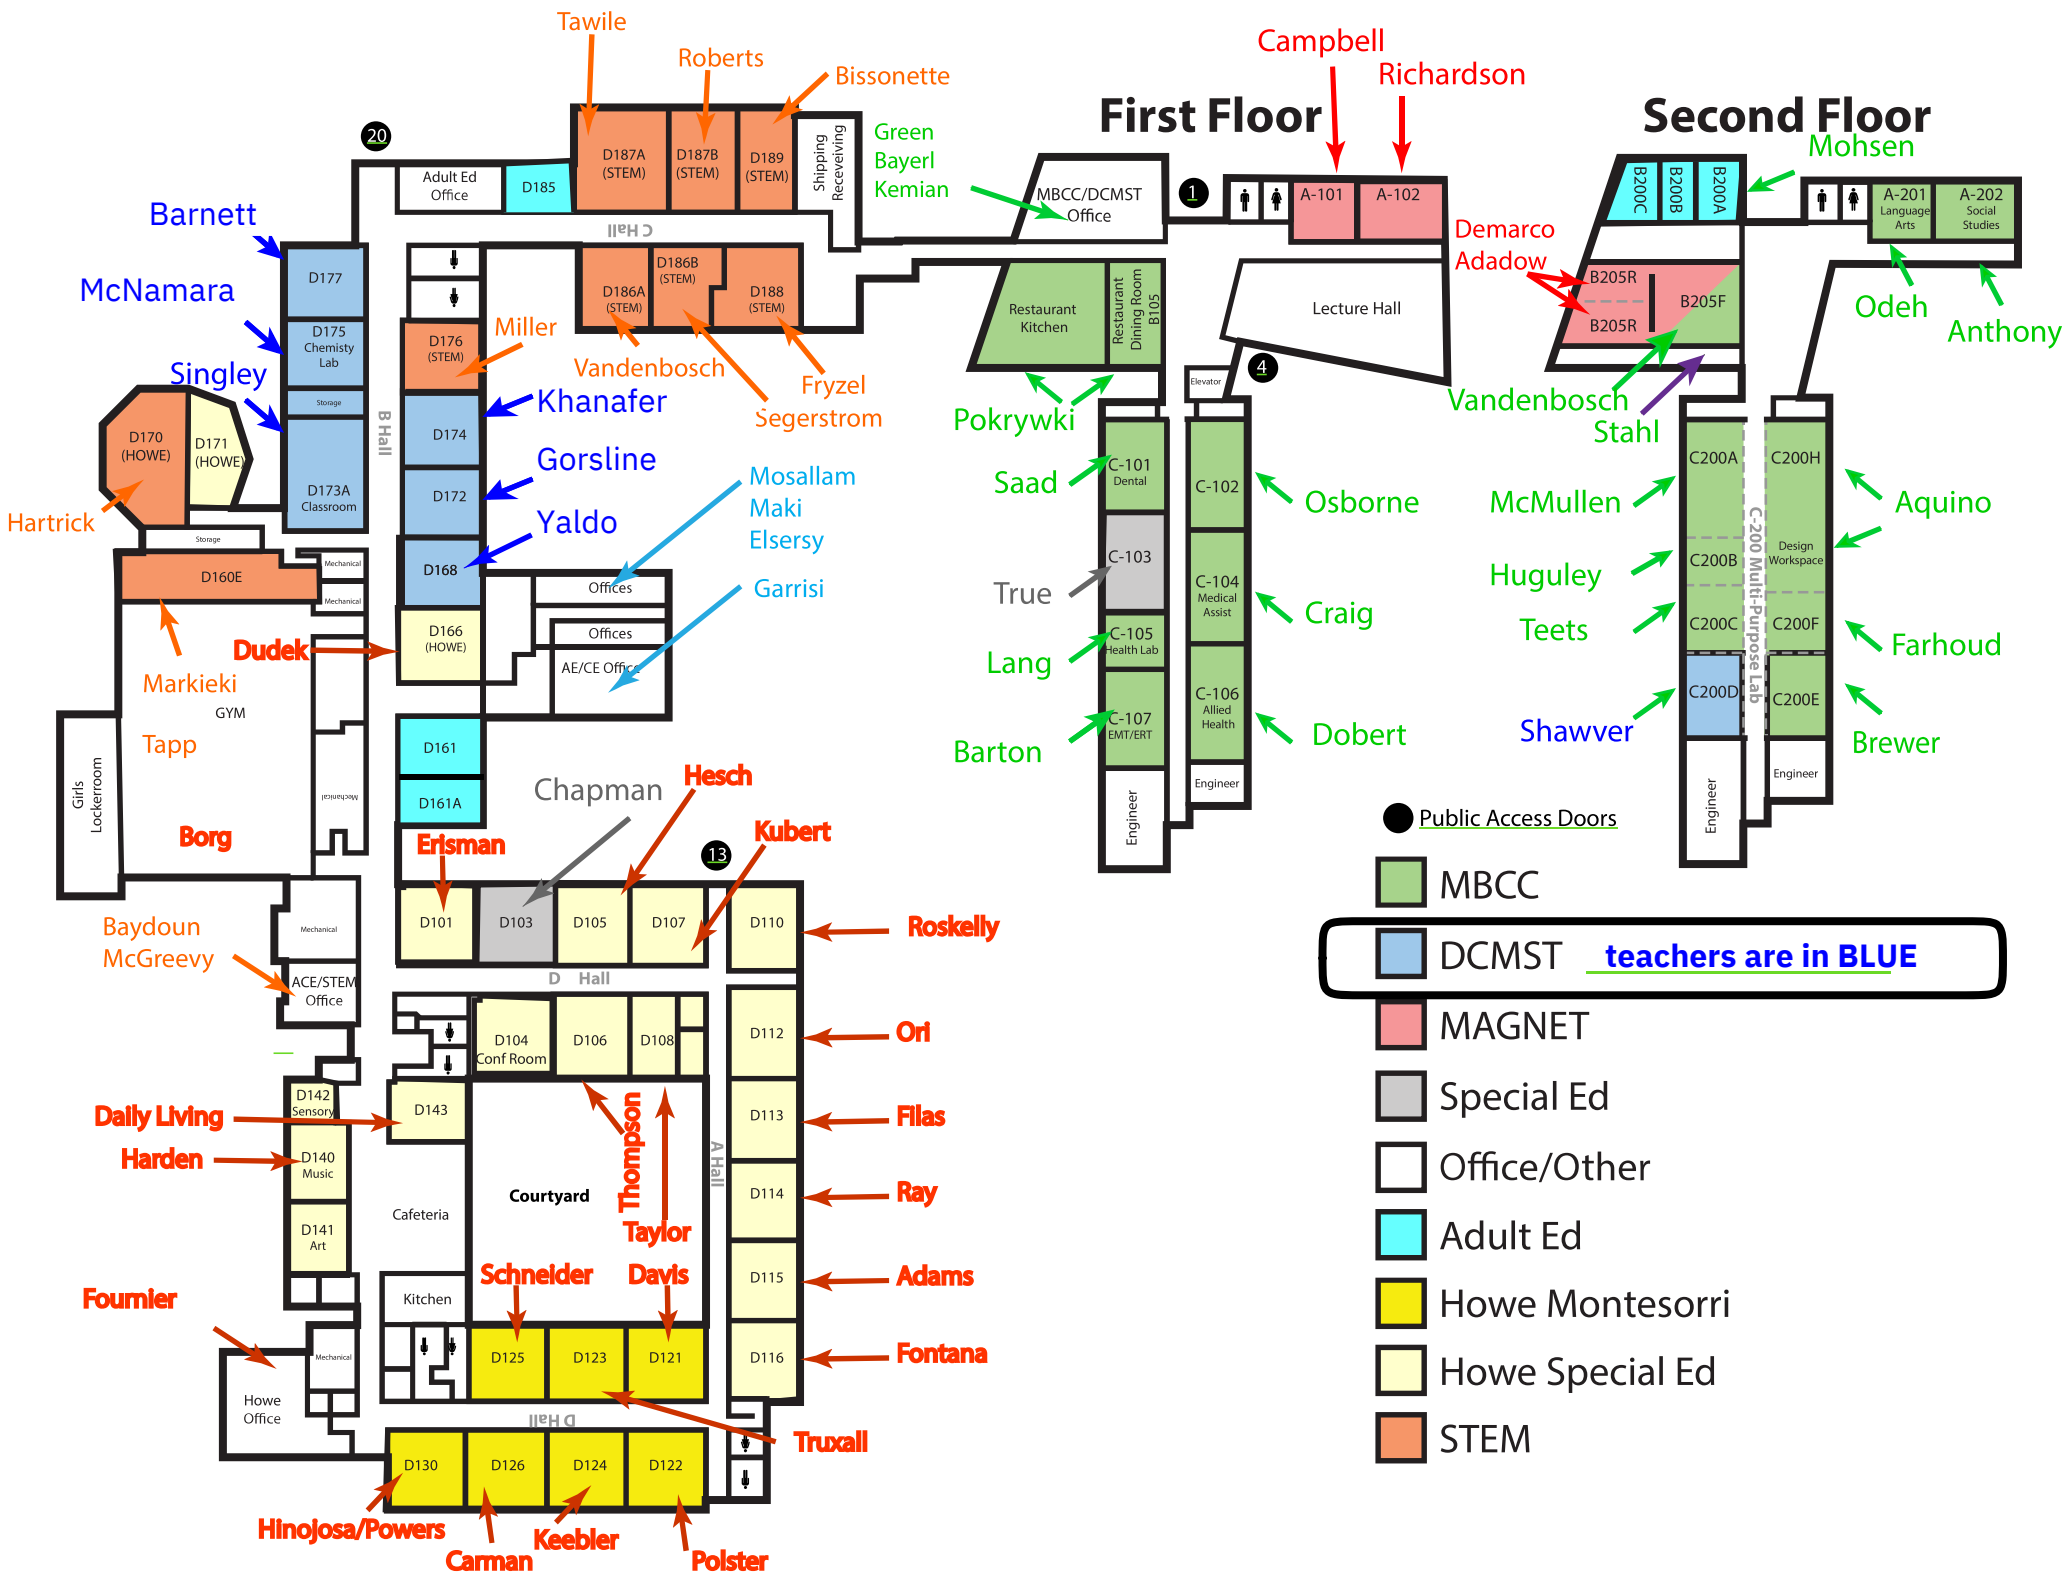 Tawile
Roberts
Bissonette
Campbell
Richardson
First Floor
Second Floor
20
D187A
(STEM)
D187B
(STEM)
D189
(STEM)
Shipping
Receveiving
Green
Bayerl
Kemian
MBCC/DCMST
Office
1
A-101
A-102
Mohsen
B200C
B200B
B200A
A-201
Language
Arts
A-202
Social
Studies
Adult Ed
Office
D185
C Hall
Barnett
McNamara
Singley
D177
D175
Chemisty
Lab
Storage
D173A
Classroom
D170
(HOWE)
D171
(HOWE)
Hartrick
B Hall
D186A
(STEM)
D186B
(STEM)
D188
(STEM)
D176
(STEM)
Miller
Vandenbosch
Fryzel
Segerstrom
D174
Khanafer
D172
Gorsline
D168
Yaldo
Restaurant
Kitchen
Restaurant
Dining Room
B105
Lecture Hall
Elevator
4
Demarco
Adadow
B205R
B205R
B205F
Odeh
Anthony
Vandenbosch
Stahl
Pokrywki
Saad
C-101
Dental
C-102
Osborne
True
C-103
C-104
Medical
Assist
Craig
Lang
C-105
Health Lab
Barton
C-107
EMT/ERT
C-106
Allied
Health
Dobert
Engineer
Engineer
McMullen
C200A
C200H
Aquino
Huguley
C200B
Design
Workspace
Teets
C200C
C200F
Farhoud
Shawver
C200D
C200E
Brewer
C-200 Multi-Purpose Lab
Engineer
Engineer
Mosallam
Maki
Elsersy
Garrisi
Offices
Offices
AE/CE Office
Storage
D160E
Mechanical
Mechanical
Dudek
D166
(HOWE)
Markieki
GYM
Tapp
Girls
Lockerroom
Borg
Mechanical
D161
D161A
Chapman
Hesch
Kubert
Erisman
13
D101
D103
D105
D107
D110
Roskelly
D Hall
Baydoun
McGreevy
Mechanical
ACE/STEM
Office
D104
Conf Room
D106
D108
D112
Ori
D142
Sensory
Daily Living
D143
D113
Filas
Harden
D140
Music
Thompson
Taylor
A Hall
D114
Ray
D141
Art
Cafeteria
Courtyard
Schneider
Davis
D115
Adams
Fournier
Kitchen
D125
D123
D121
D116
Fontana
Mechanical
Howe
Office
D Hall
Truxall
D130
D126
D124
D122
Hinojosa/Powers
Carman
Keebler
Polster
Public Access Doors
MBCC
DCMST teachers are in BLUE
MAGNET
Special Ed
Office/Other
Adult Ed
Howe Montesorri
Howe Special Ed
STEM